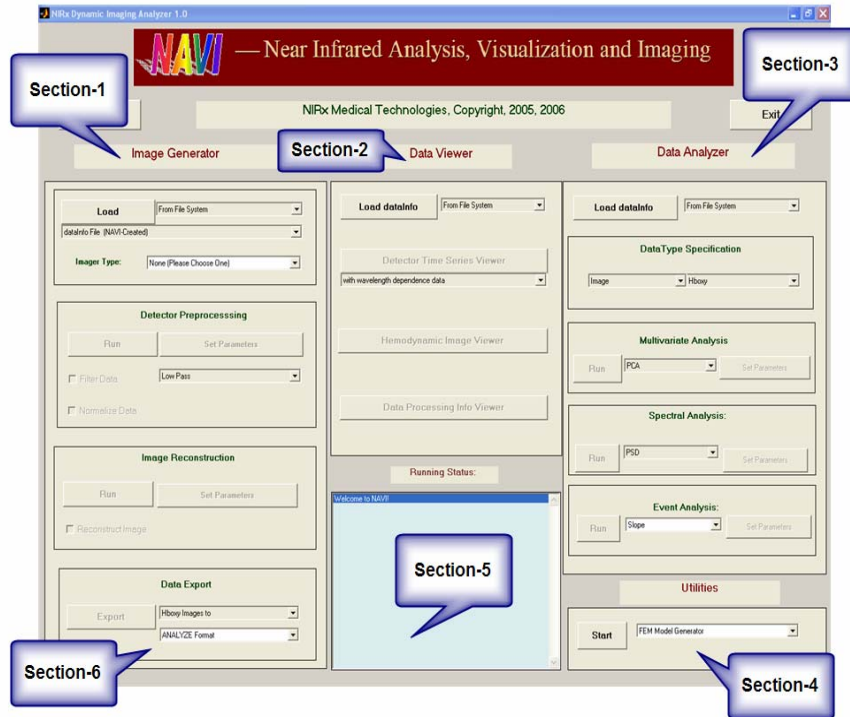 NIRx Dynamic Imaging Analyzer 1.0
NAVI — Near Infrared Analysis, Visualization and Imaging
Section-1
Section-3
NIRx Medical Technologies, Copyright, 2005, 2006
Exit
Image Generator
Section-2
Data Viewer
Data Analyzer
Load
From File System
dataInfo File (NAVI-Created)
Imager Type:
None (Please Choose One)
Detector Preprocesssing
Run
Set Parameters
Filter Data
Low Pass
Normalize Data
Image Reconstruction
Run
Set Parameters
Reconstruct Image
Data Export
Export
Hboxy Images to
ANALYZE Format
Section-6
Load dataInfo
From File System
Detector Time Series Viewer
with wavelength dependence data
Hemodynamic Image Viewer
Data Processing Info Viewer
Running Status:
Welcome to NAVI!
Section-5
Load dataInfo
From File System
DataType Specification
Image
Hboxy
Multivariate Analysis
Run
PCA
Set Parameters
Spectral Analysis:
Run
PSD
Set Parameters
Event Analysis:
Run
Slope
Set Parameters
Utilities
Start
FEM Model Generator
Section-4